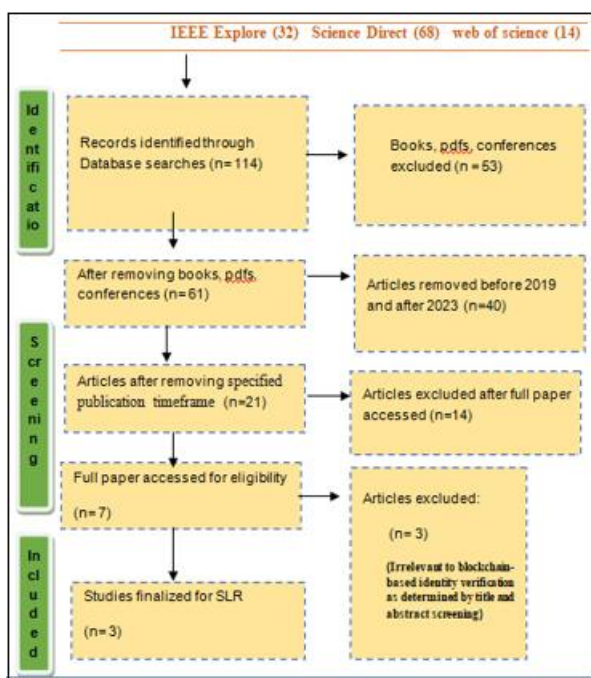 IEEE Explore (32) Science Direct (68) web of science (14)
Id
e
nt
ifi
c
at
io
Records identified through
Database searches (n= 114)
Books, pdfs, conferences
excluded (n = 53)
After removing books, pdfs,
conferences (n= 61)
Articles removed before 2019
and after 2023 (n=40)
S
cr
e
e
ni
n
g
Articles after removing specified
publication timeframe (n=21)
Articles excluded after full paper
accessed (n=14)
Full paper accessed for eligibility
(n= 7)
Articles excluded:
(n= 3)
(Irrelevant to blockchain-
based identity verification
as determined by title and
abstract screening)
In
cl
u
d
e
d
Studies finalized for SLR
(n= 3)